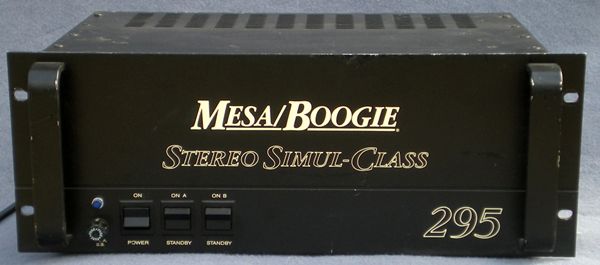 MESA/BOOGIE®
STEREO SIMUL-CLASS
ON ON A ON B
POWER STANDBY STANDBY
295